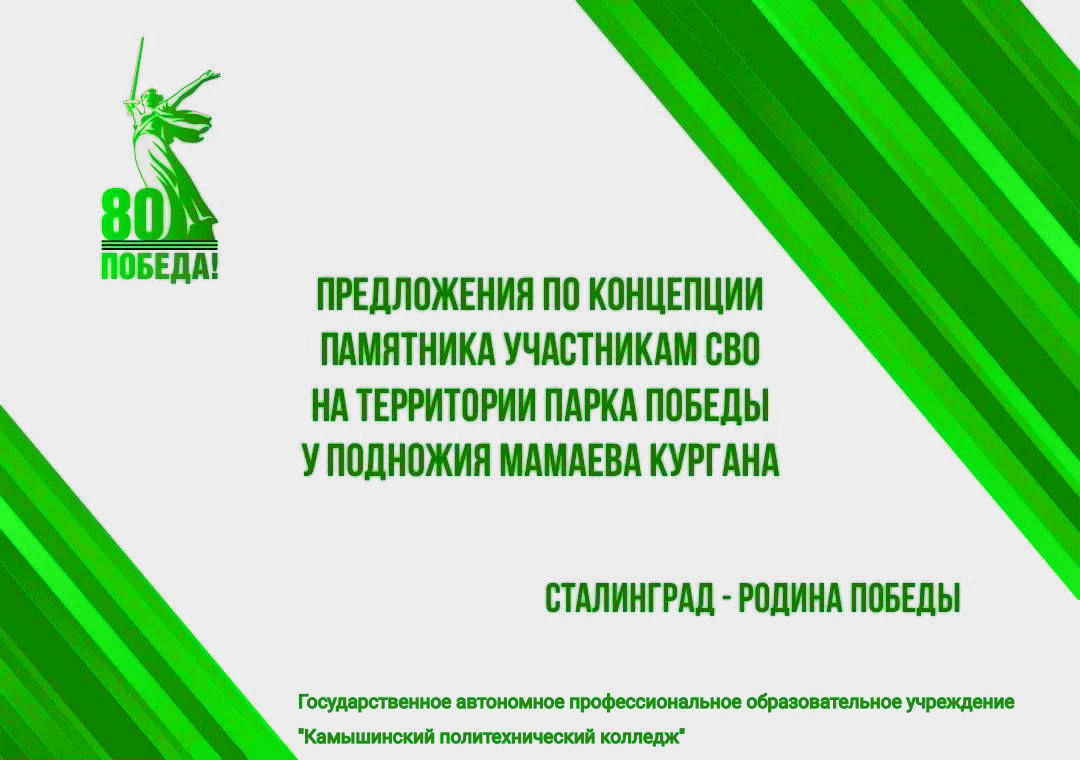 80
ПОБЕДА!
ПРЕДЛОЖЕНИЯ ПО КОНЦЕПЦИИ
ПАМЯТНИКА УЧАСТНИКАМ СВО
НА ТЕРРИТОРИИ ПАРКА ПОБЕДЫ
У ПОДНОЖИЯ МАМАЕВА КУРГАНА
СТАЛИНГРАД - РОДИНА ПОБЕДЫ
Государственное автономное профессиональное образовательное учреждение
"Камышинский политехнический колледж"